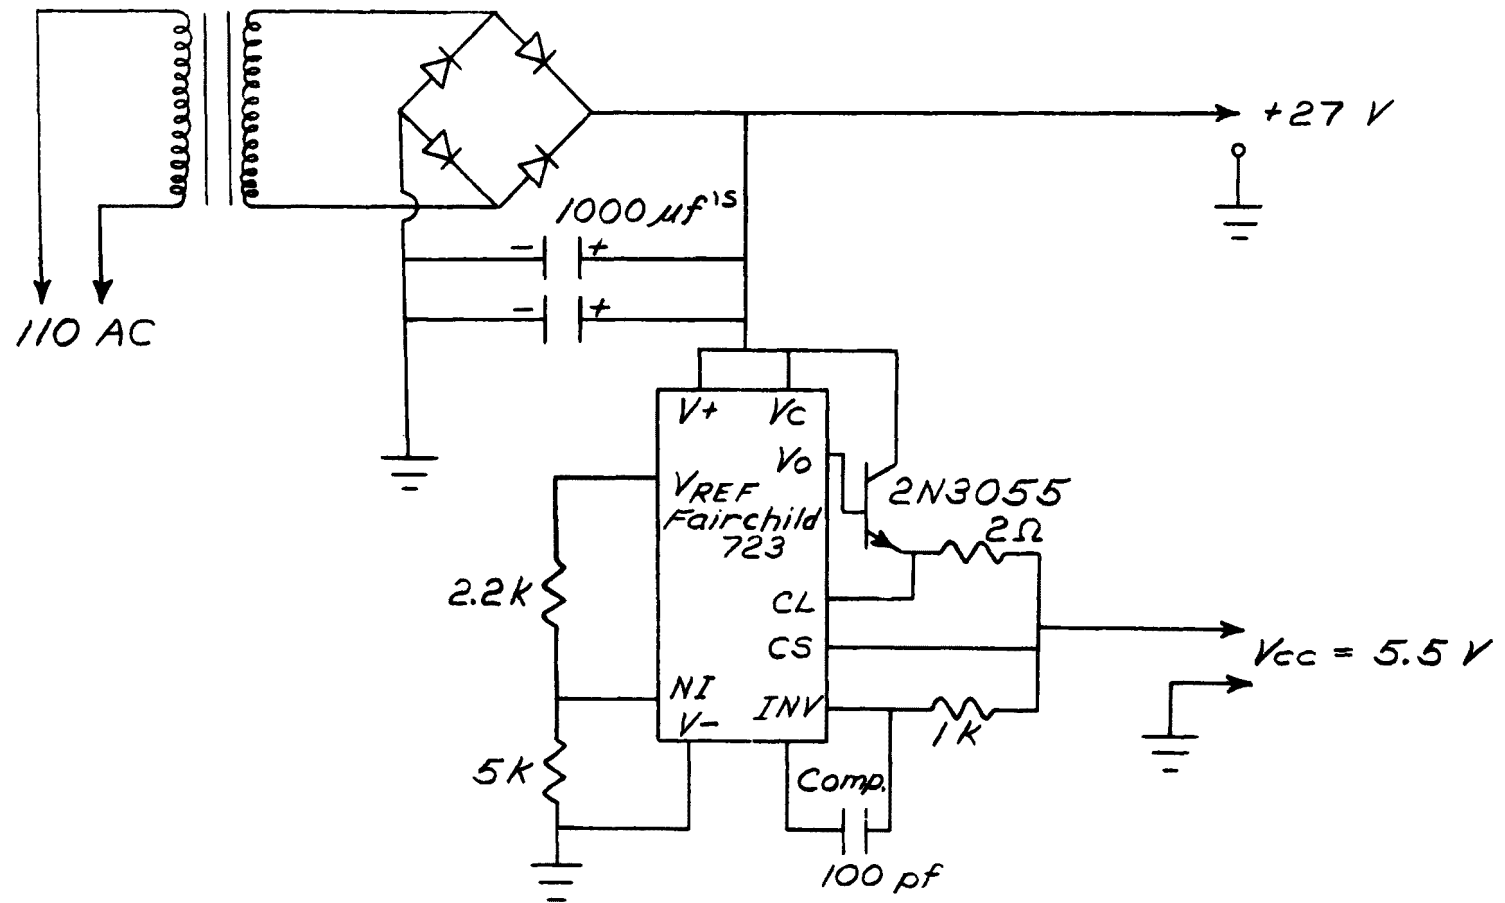 +27 V
1000 µf's
- +
- +
110 AC
V+ VC
VO
VREF
Fairchild
723
2N3055
2Ω
2.2K
CL
CS
VCC = 5.5 V
NI
INV
V-
1K
5K
Comp.
100 pf